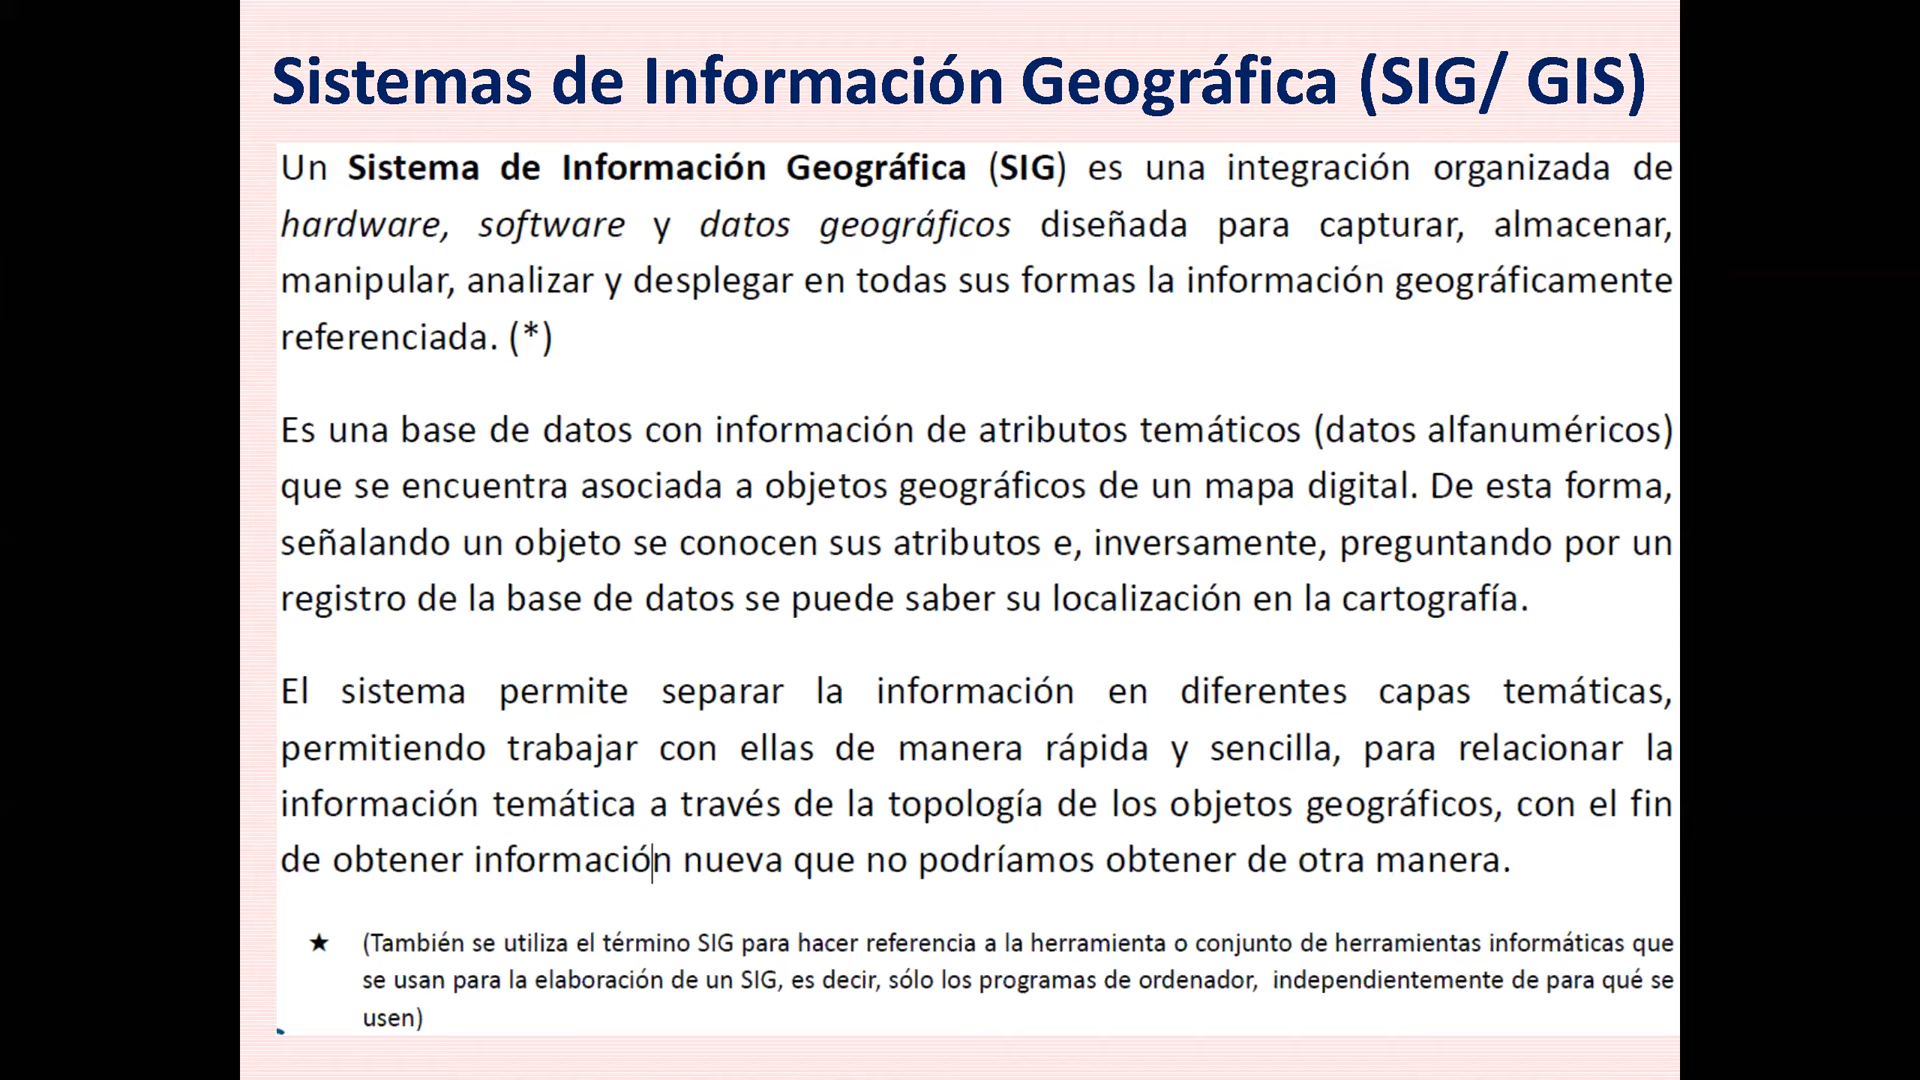 Sistemas de Información Geográfica (SIG/ GIS)
Un Sistema de Información Geográfica (SIG) es una integración organizada de
hardware, software y datos geográficos diseñada para capturar, almacenar,
manipular, analizar y desplegar en todas sus formas la información geográficamente
referenciada. (*)
Es una base de datos con información de atributos temáticos (datos alfanuméricos)
que se encuentra asociada a objetos geográficos de un mapa digital. De esta forma,
señalando un objeto se conocen sus atributos e, inversamente, preguntando por un
registro de la base de datos se puede saber su localización en la cartografía.
El sistema permite separar la información en diferentes capas temáticas,
permitiendo trabajar con ellas de manera rápida y sencilla, para relacionar la
información temática a través de la topología de los objetos geográficos, con el fin
de obtener información nueva que no podríamos obtener de otra manera.
★ (También se utiliza el término SIG para hacer referencia a la herramienta o conjunto de herramientas informáticas que
se usan para la elaboración de un SIG, es decir, sólo los programas de ordenador, independientemente de para qué se
usen)